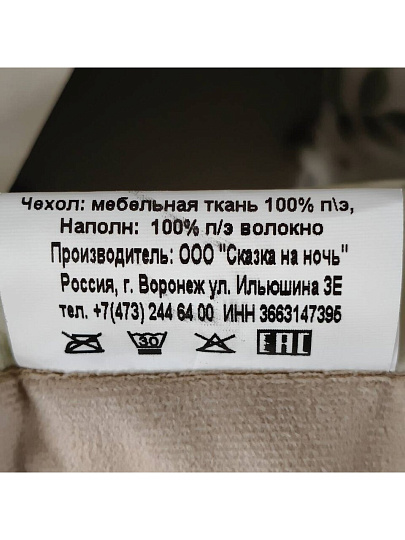 Чехол: мебельная ткань 100% п\э,
Наполн: 100% п/э волокно
Производитель: ООО "Сказка на ночь"
Россия, г. Воронеж ул. Ильюшина 3Е
тел. +7(473) 244 64 00 ИНН 3663147395
30 ЕАС